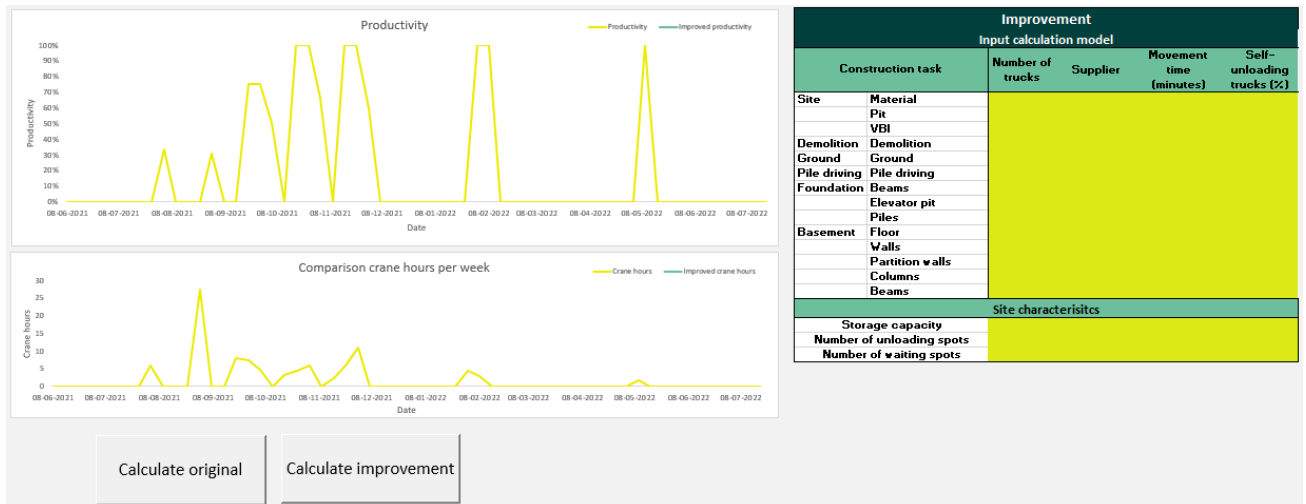 Productivity
Productivity
Improved productivity
100%
90%
80%
70%
60%
50%
40%
30%
20%
10%
0%
Productivity
08-06-2021 08-07-2021 08-08-2021 08-09-2021 08-10-2021 08-11-2021 08-12-2021 08-01-2022 08-02-2022 08-03-2022 08-04-2022 08-05-2022 08-06-2022 08-07-2022
Date
Comparison crane hours per week
Crane hours
Improved crane hours
30
25
20
15
10
5
0
Crane hours
08-06-2021 08-07-2021 08-08-2021 08-09-2021 08-10-2021 08-11-2021 08-12-2021 08-01-2022 08-02-2022 08-03-2022 08-04-2022 08-05-2022 08-06-2022 08-07-2022
Date
Calculate original
Calculate improvement
Improvement
Input calculation model
Construction task
Number of
trucks
Supplier
Movement
time
(minutes)
Self-
unloading
trucks (%)
Site Material
Pit
VBI
Demolition Demolition
Ground Ground
Pile driving Pile driving
Foundation Beams
Elevator pit
Piles
Basement Floor
Walls
Partition walls
Columns
Beams
Site characterisitcs
Storage capacity
Number of unloading spots
Number of waiting spots